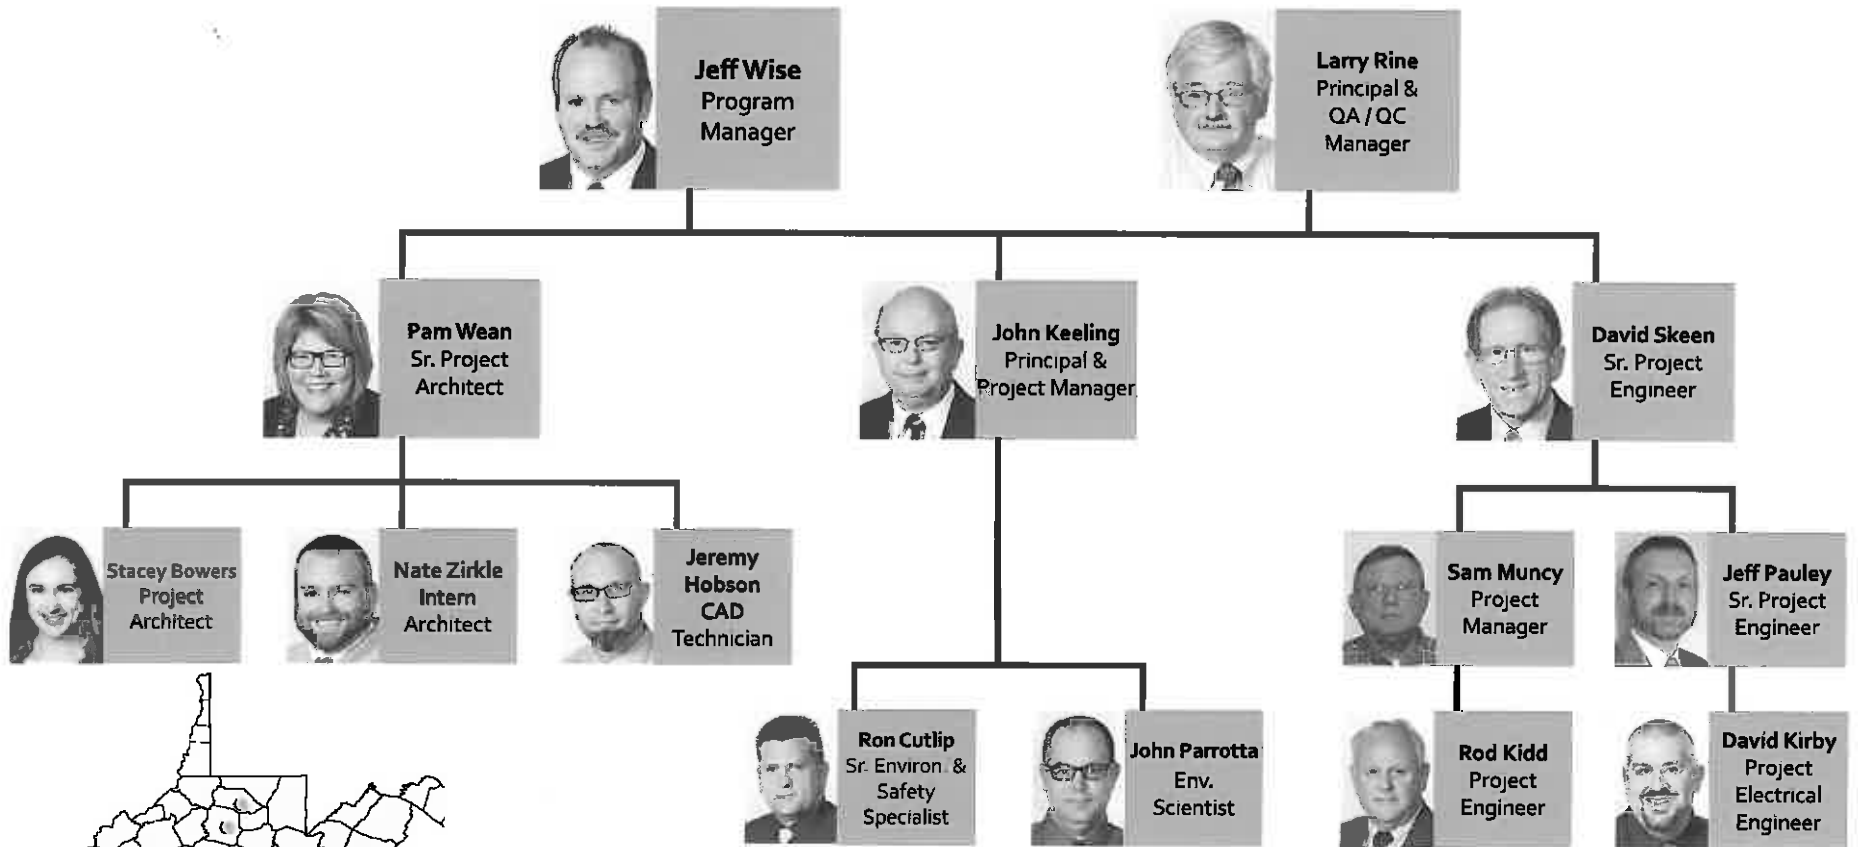 Jeff Wise
Program
Manager
Larry Rine
Principal &
QA / QC
Manager
Pam Wean
Sr. Project
Architect
John Keeling
Principal &
Project Manager
David Skeen
Sr. Project
Engineer
Stacey Bowers
Project
Architect
Nate Zirkle
Intern
Architect
Jeremy
Hobson
CAD
Technician
Sam Muncy
Project
Manager
Jeff Pauley
Sr. Project
Engineer
Ron Cutlip
Sr. Environ. &
Safety
Specialist
John Parrotta
Env.
Scientist
Rod Kidd
Project
Engineer
David Kirby
Project
Electrical
Engineer